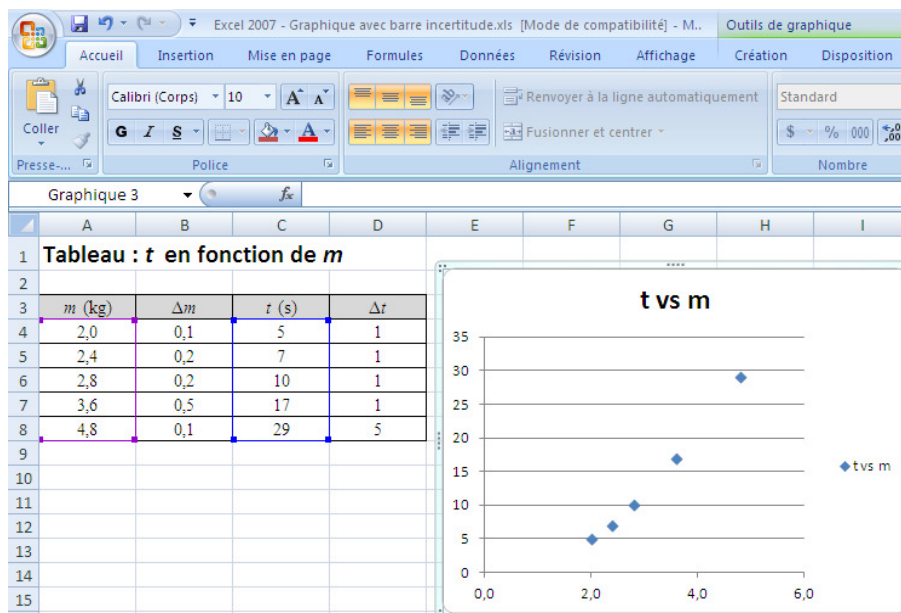 Excel 2007 - Graphique avec barre incertitude.xls [Mode de compatibilité] - M..
Outils de graphique
Accueil Insertion Mise en page Formules Données Révision Affichage Création Disposition
Coller
Calibri (Corps) 10 A A
G I S A
Renvoyer à la ligne automatiquement
Fusionner et centrer
Standard
$ % 000 ,00
Presse-... Police Alignement Nombre
Graphique 3 fx
A B C D E F G H I
1 Tableau : t en fonction de m
2
3 m (kg) Δm t (s) Δt
4 2,0 0,1 5 1
5 2,4 0,2 7 1
6 2,8 0,2 10 1
7 3,6 0,5 17 1
8 4,8 0,1 29 5
9
10
11
12
13
14
15
t vs m
35
30
25
20
15
10
5
0
0,0 2,0 4,0 6,0
t vs m